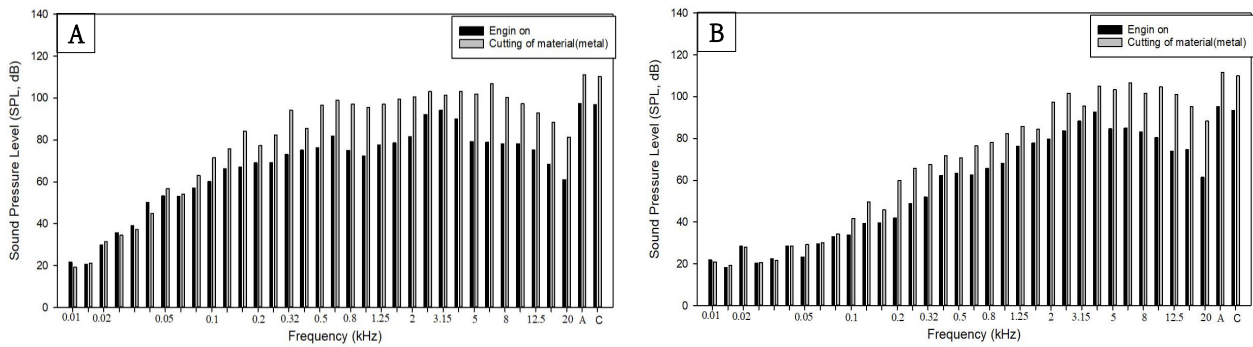 A
Engin on
Cutting of material(metal)
Sound Pressure Level (SPL, dB)
140
120
100
80
60
40
20
0
0.01 0.02 0.05 0.1 0.2 0.32 0.5 0.8 1.25 2 3.15 5 8 12.5 20 A C
Frequency (kHz)
B
Engin on
Cutting of material(metal)
Sound Pressure Level (SPL, dB)
140
120
100
80
60
40
20
0
0.01 0.02 0.05 0.1 0.2 0.32 0.5 0.8 1.25 2 3.15 5 8 12.5 20 A C
Frequency (kHz)